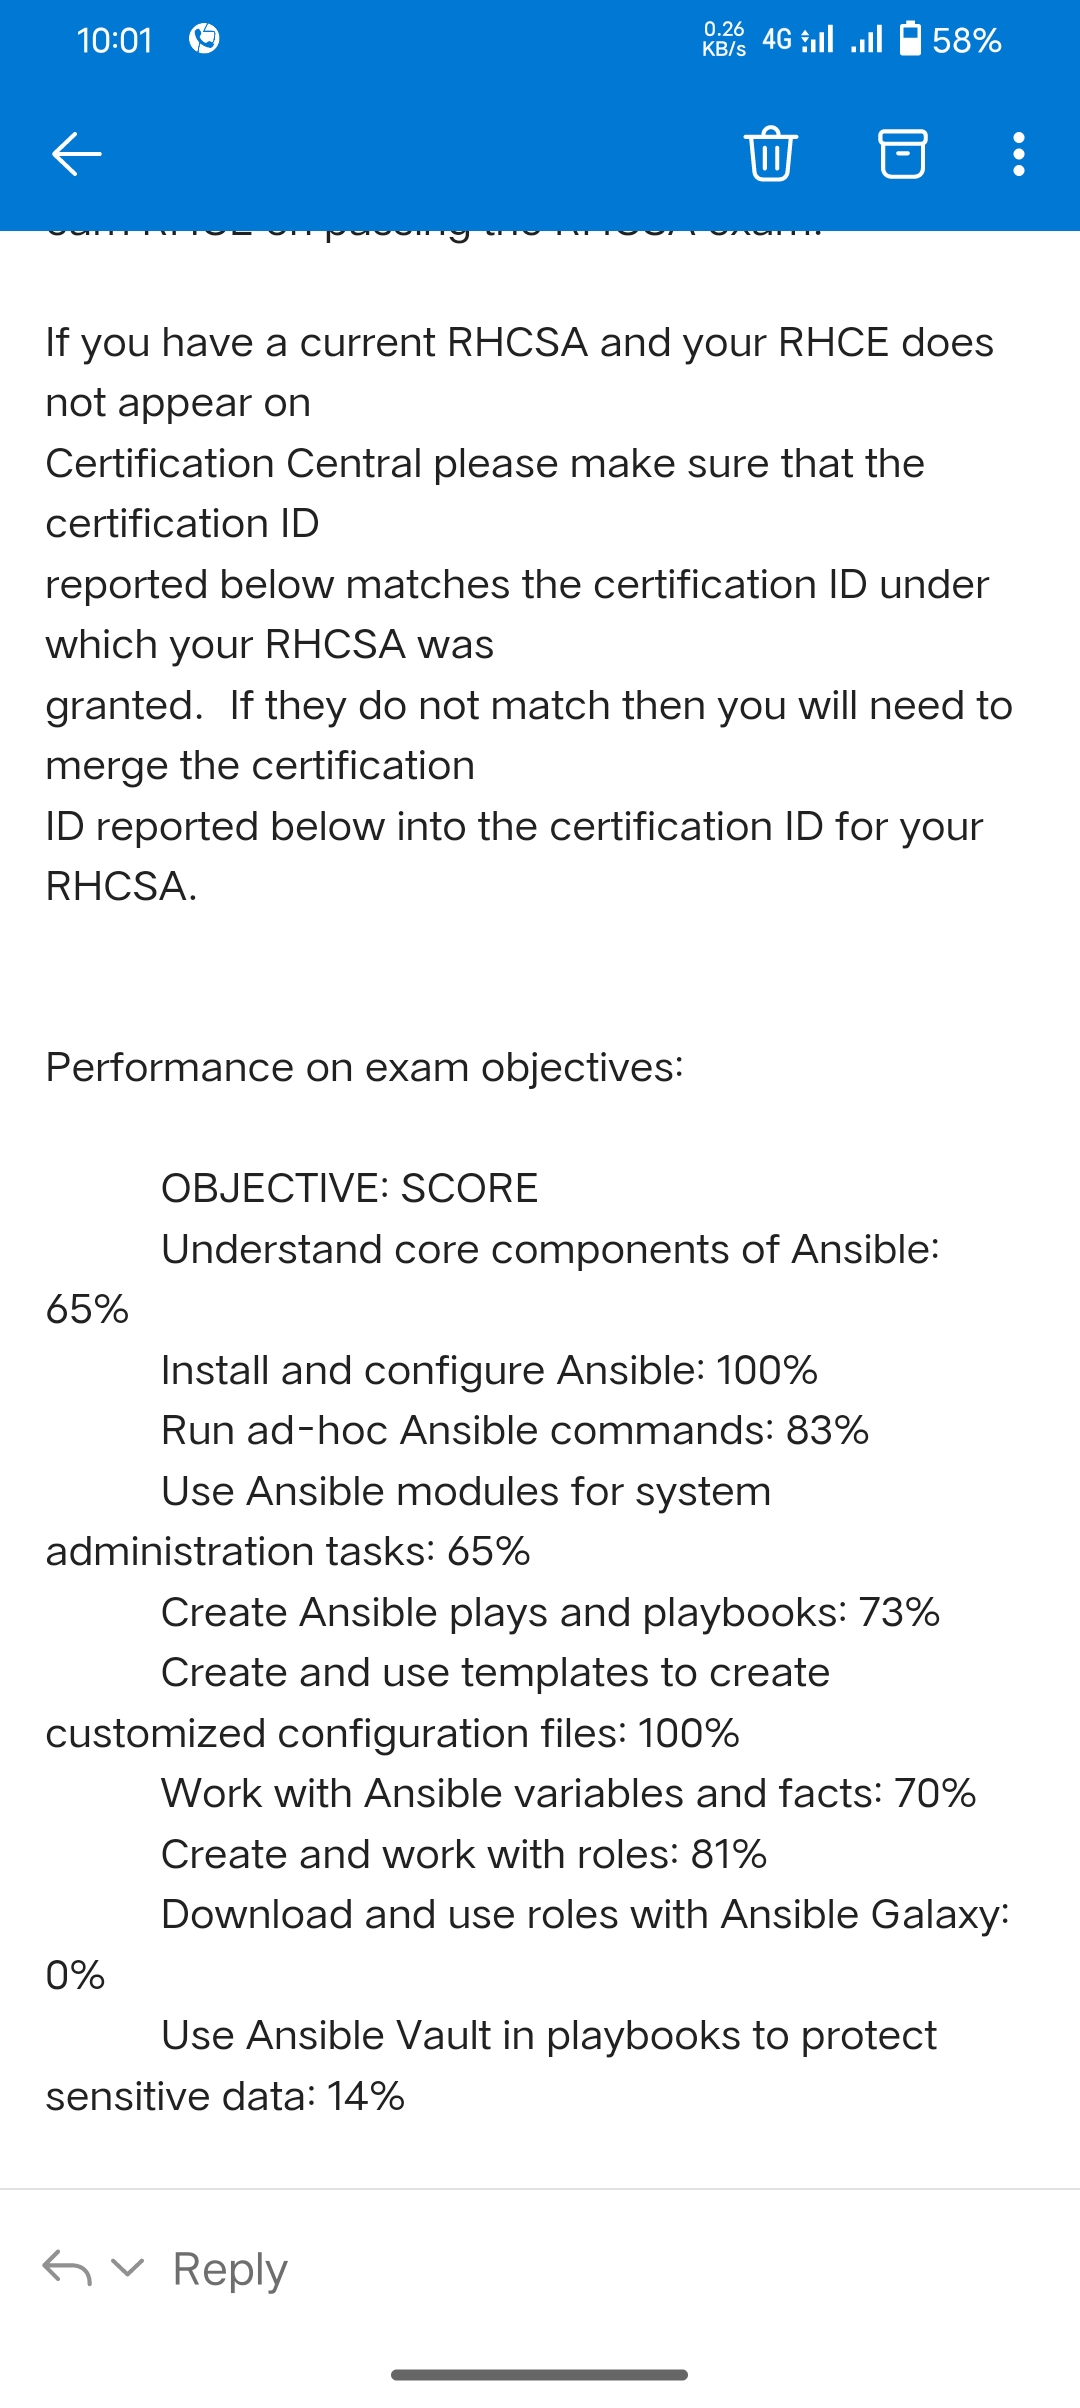 10:01
0.26
KB/s
4G
58%
earn RHCE on passing the RHCSA exam.
If you have a current RHCSA and your RHCE does
not appear on
Certification Central please make sure that the
certification ID
reported below matches the certification ID under
which your RHCSA was
granted.  If they do not match then you will need to
merge the certification
ID reported below into the certification ID for your
RHCSA.
Performance on exam objectives:
OBJECTIVE: SCORE
Understand core components of Ansible:
65%
Install and configure Ansible: 100%
Run ad-hoc Ansible commands: 83%
Use Ansible modules for system
administration tasks: 65%
Create Ansible plays and playbooks: 73%
Create and use templates to create
customized configuration files: 100%
Work with Ansible variables and facts: 70%
Create and work with roles: 81%
Download and use roles with Ansible Galaxy:
0%
Use Ansible Vault in playbooks to protect
sensitive data: 14%
Reply